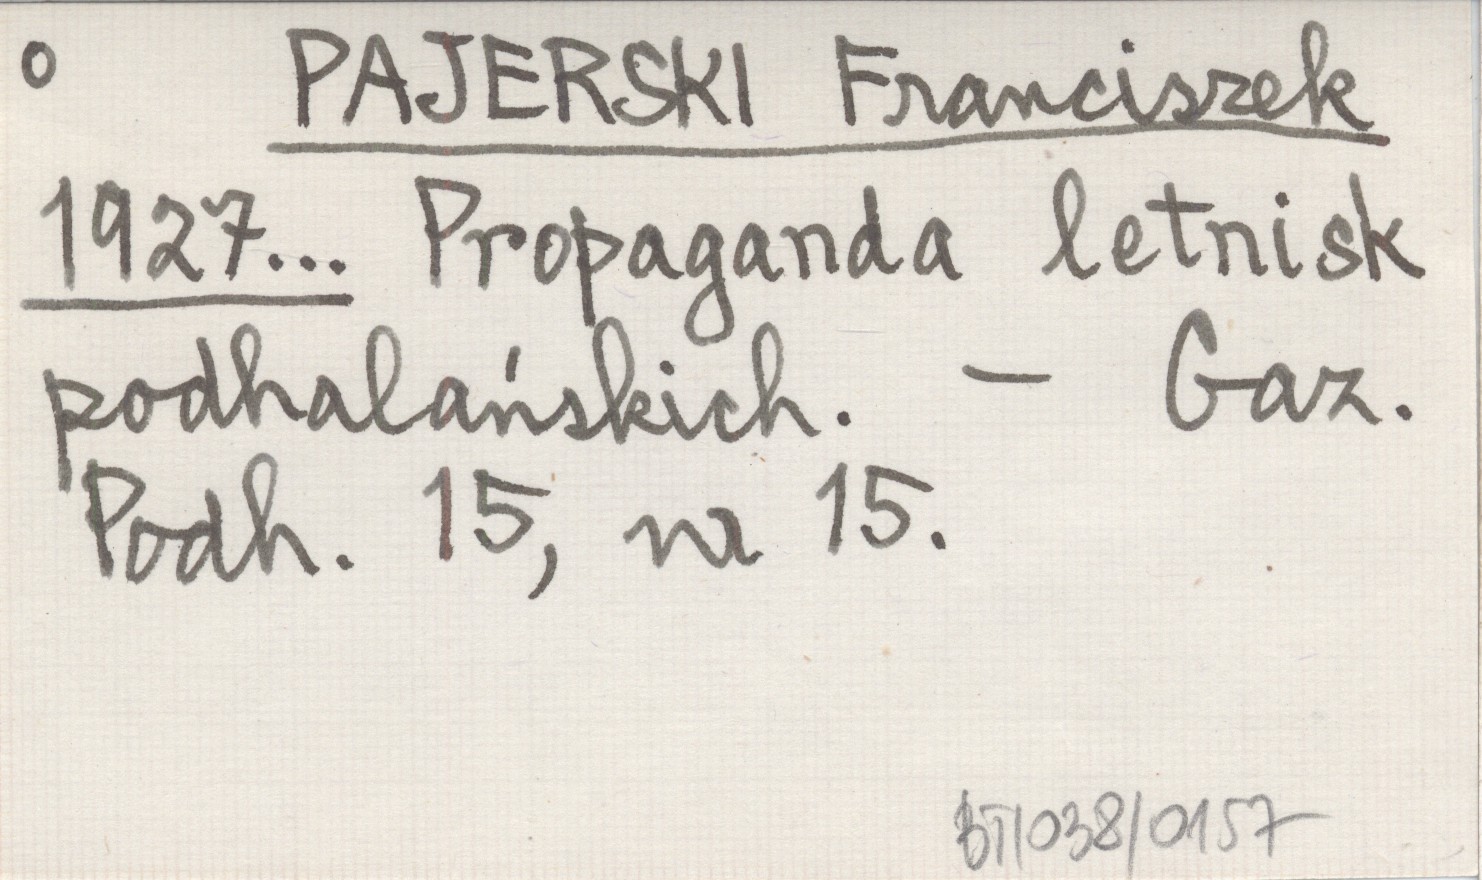 o PAJERSKI Franciszek
1927... Propaganda letnisk
podhalańskich. — Gaz.
Podh. 15, nr 15.
BT/038/0157